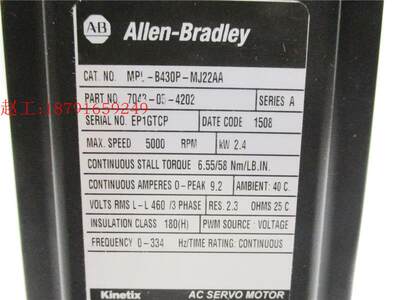 AB Allen-Bradley
CAT NO. MPL-B430P-MJ22AA
PART NO. 7043-05-4202 SERIES A
赵工:18791659249
SERIAL NO. EP1GTCP DATE CODE 1508
MAX. SPEED 5000 RPM kW 2.4
CONTINUOUS STALL TORQUE 6.55/58 Nm/LB.IN.
CONTINUOUS AMPERES 0-PEAK 9.2 AMBIENT: 40 C.
VOLTS RMS L-L 460 /3 PHASE RES. 2.3 OHMS 25 C
INSULATION CLASS 180(H) PWM SOURCE: VOLTAGE
FREQUENCY 0-334 Hz/TIME RATING: CONTINUOUS
Kinetix AC SERVO MOTOR